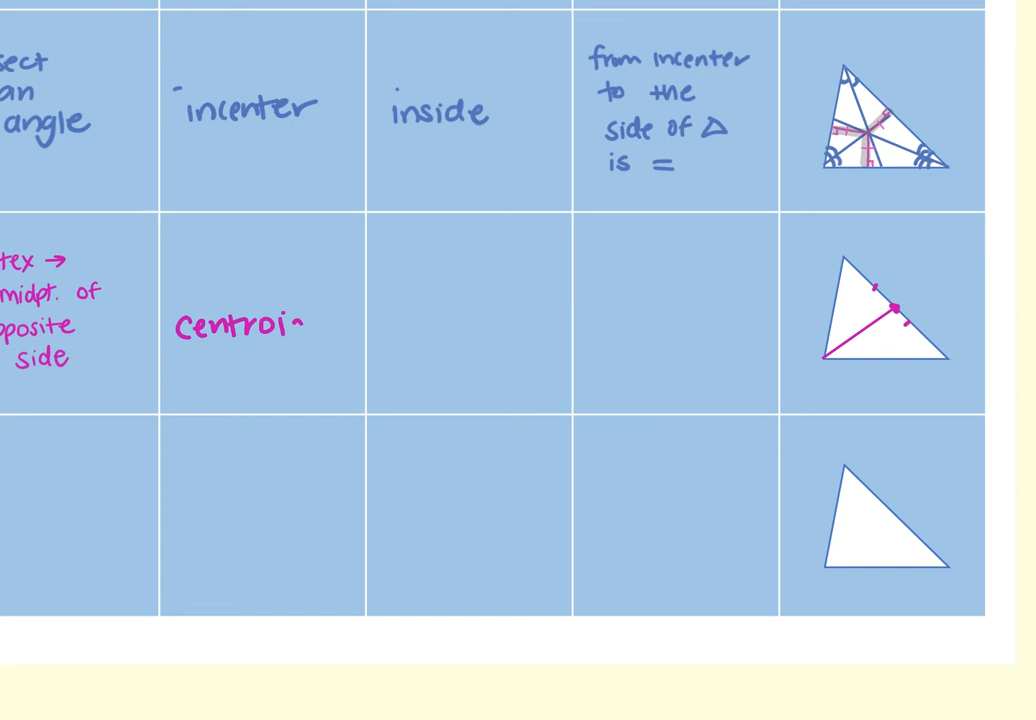 sect
an
angle
incenter
inside
from incenter
to the
side of △
is =
tex →
midpt. of
pposite
side
centroi